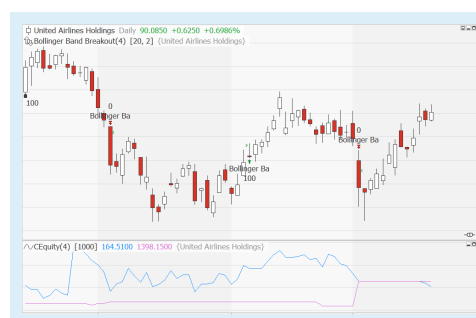 United Airlines Holdings Daily 90.0850 +0.6250 +0.6986%
Bollinger Band Breakout(4) [20, 2] (United Airlines Holdings)
100
0
Bollinger Ba
Bollinger Ba
100
0
Bollinger Ba
CEquity(4) [1000] 164.5100 1398.1500 (United Airlines Holdings)